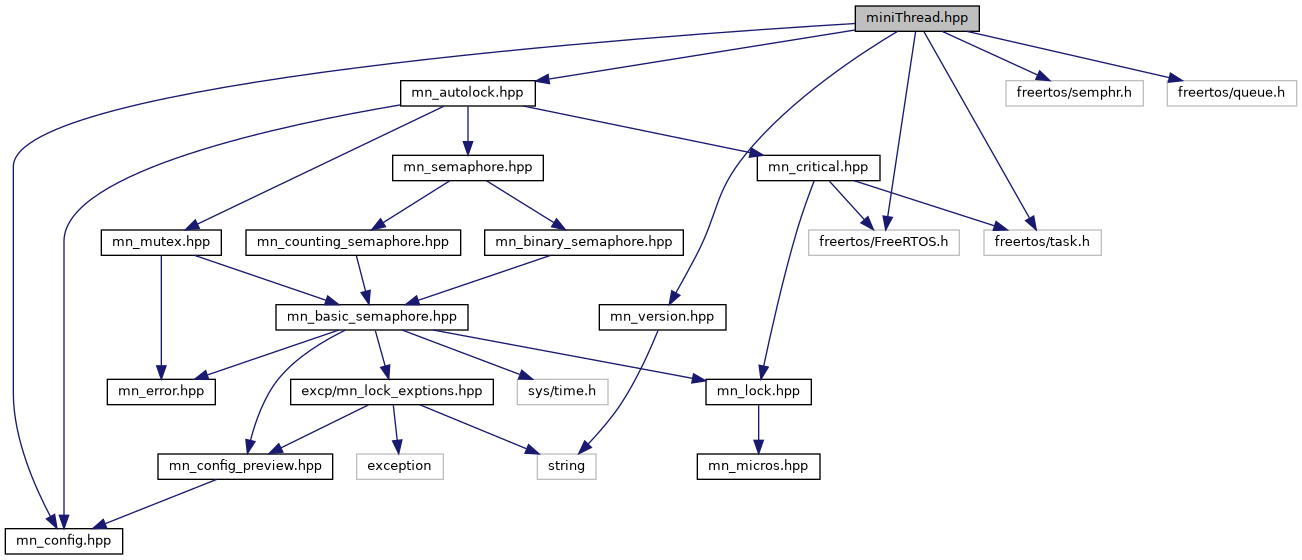 miniThread.hpp
mn_autolock.hpp
freertos/semphr.h
freertos/queue.h
mn_semaphore.hpp
mn_critical.hpp
mn_mutex.hpp
mn_counting_semaphore.hpp
mn_binary_semaphore.hpp
freertos/FreeRTOS.h
freertos/task.h
mn_basic_semaphore.hpp
mn_version.hpp
mn_error.hpp
excp/mn_lock_exptions.hpp
sys/time.h
mn_lock.hpp
mn_config_preview.hpp
exception
string
mn_micros.hpp
mn_config.hpp